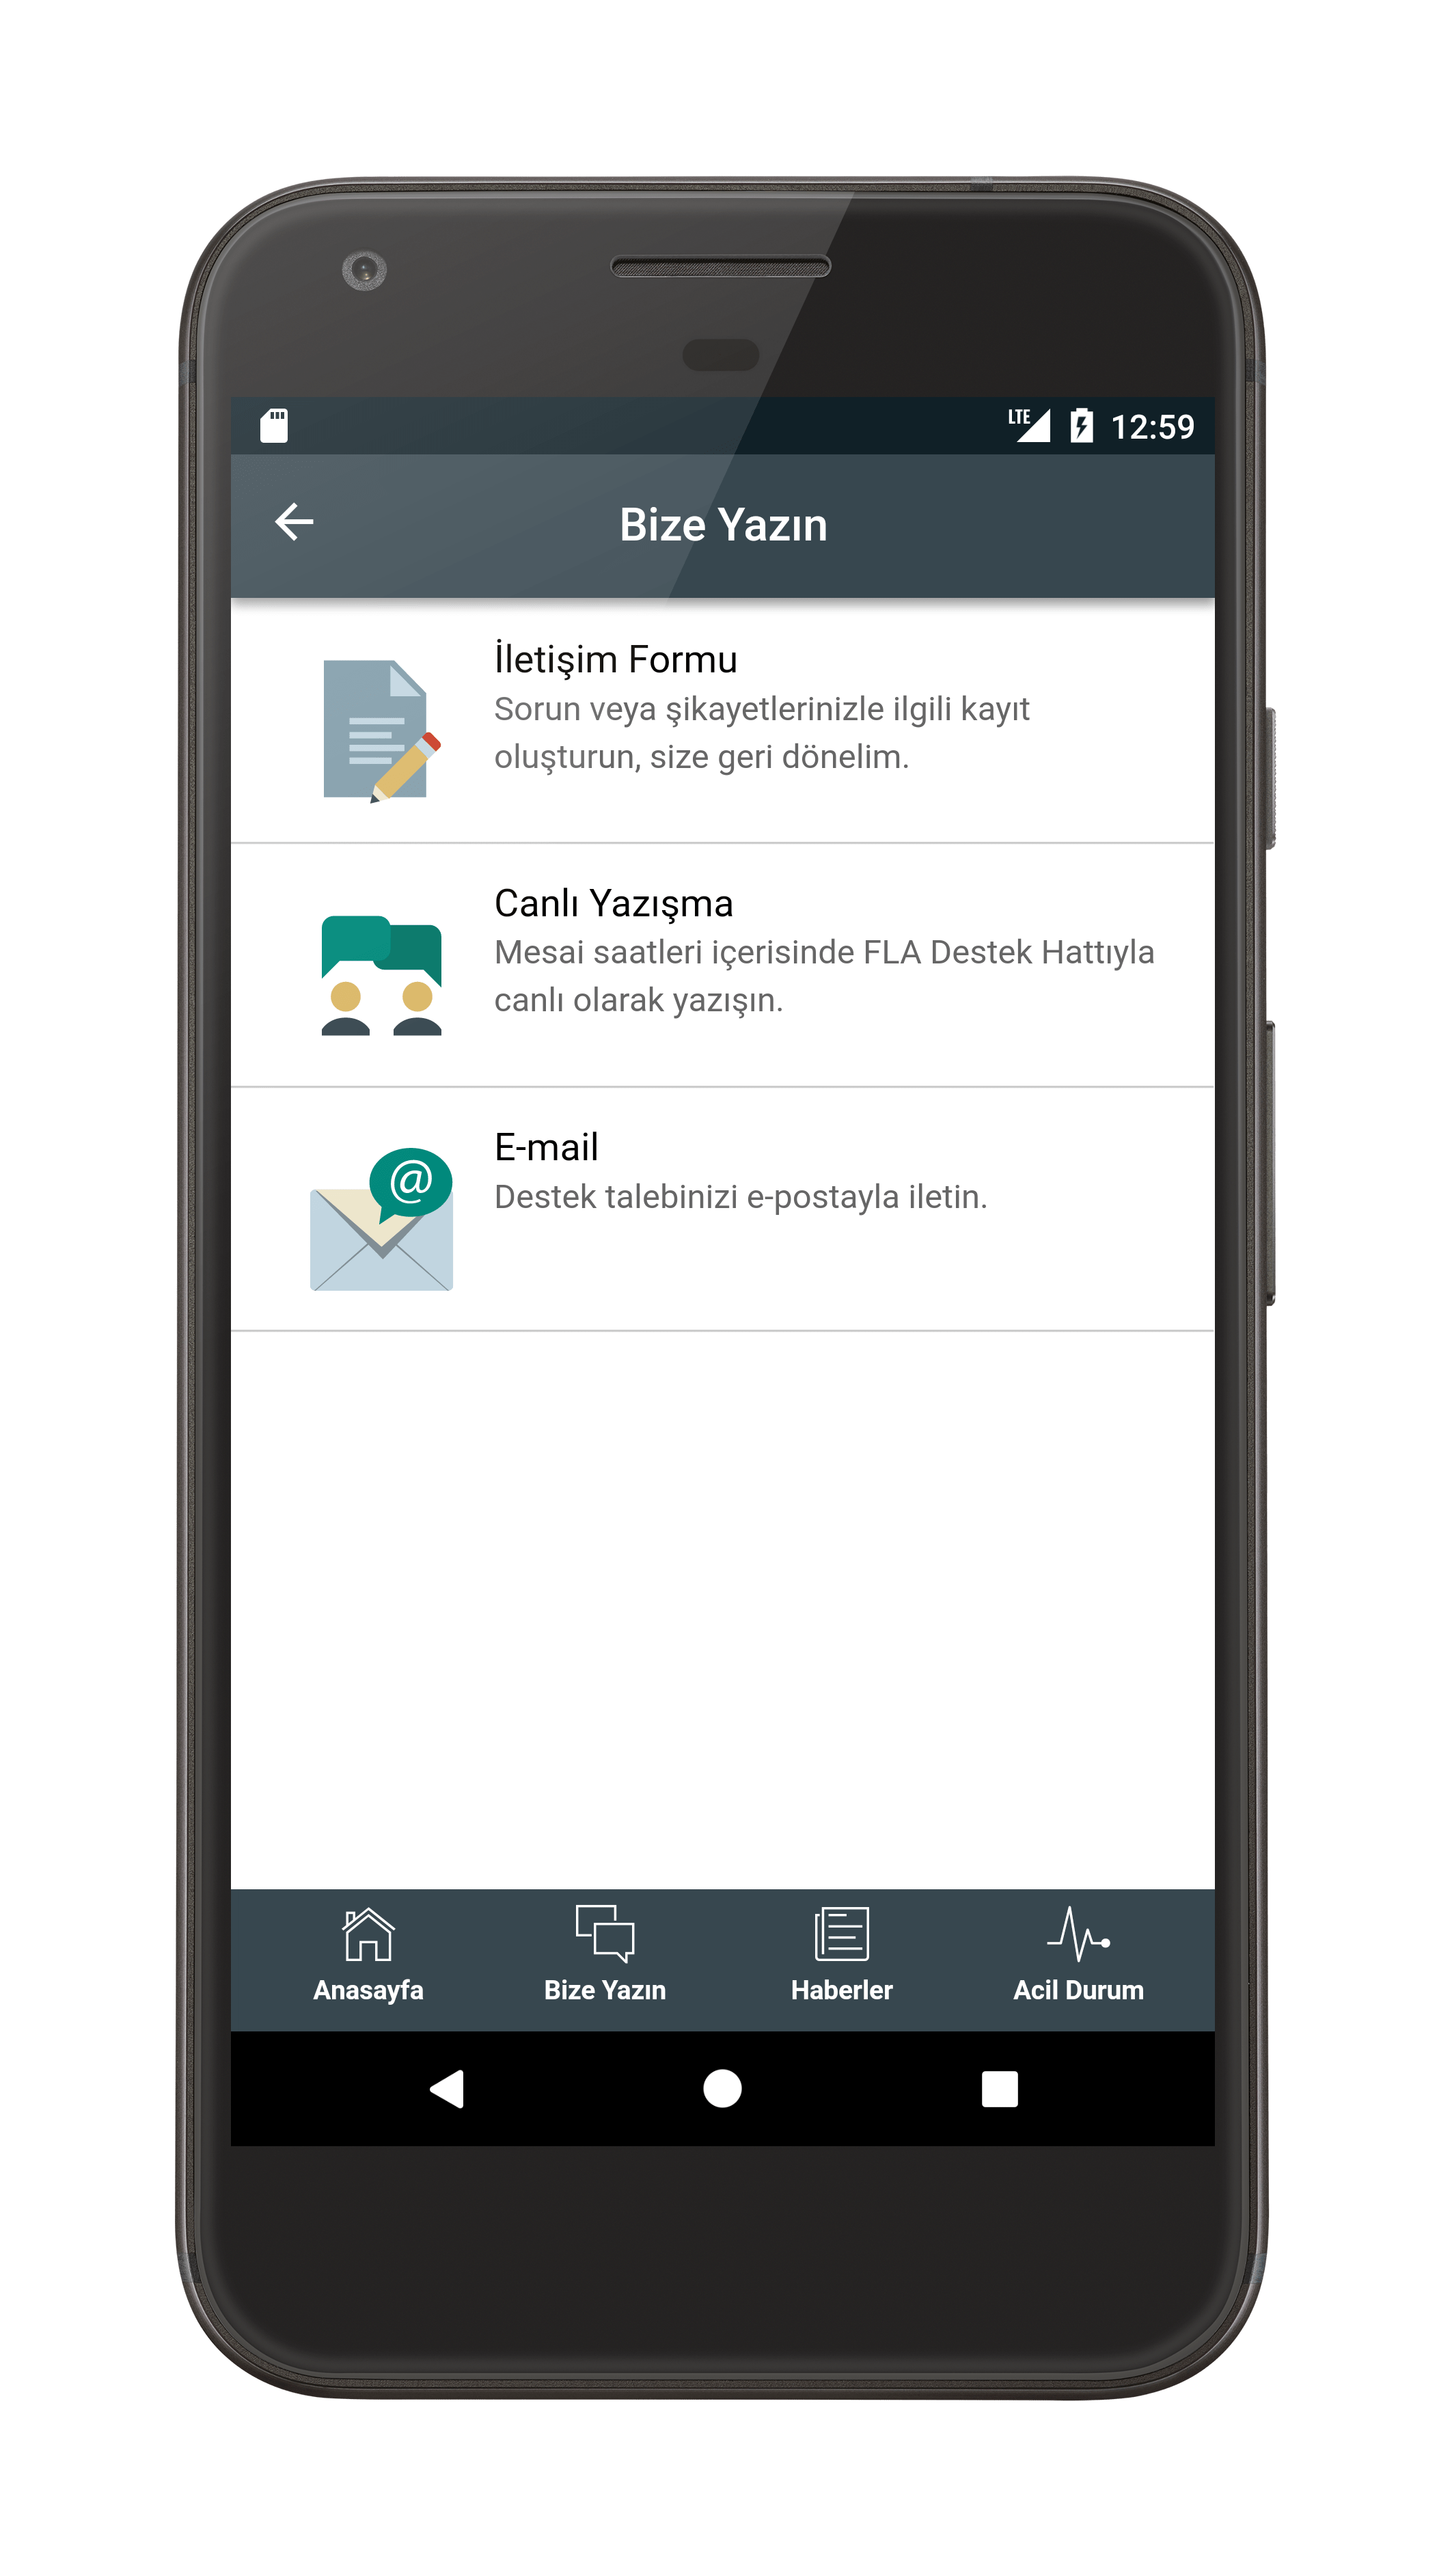 LTE 12:59
Bize Yazın
İletişim Formu
Sorun veya şikayetlerinizle ilgili kayıt
oluşturun, size geri dönelim.
Canlı Yazışma
Mesai saatleri içerisinde FLA Destek Hattıyla
canlı olarak yazışın.
@
E-mail
Destek talebinizi e-postayla iletin.
Anasayfa Bize Yazın Haberler Acil Durum